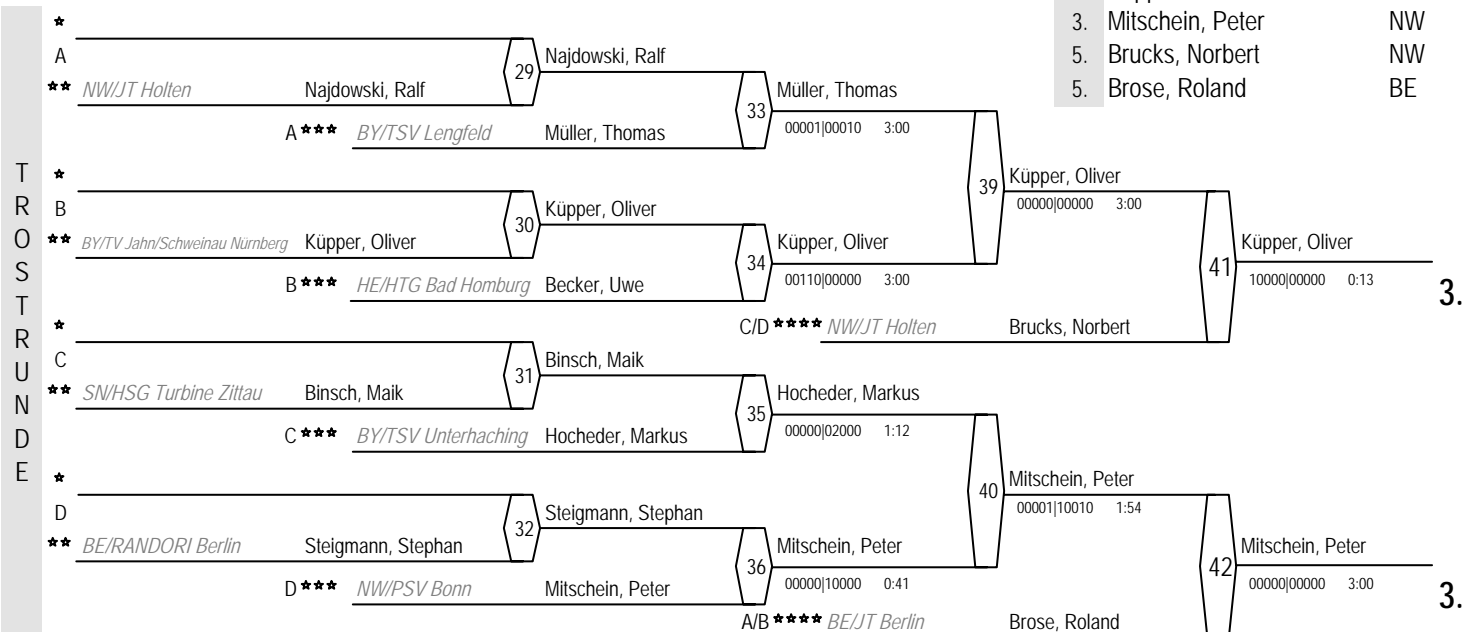 3. Mitschein, Peter NW
5. Brucks, Norbert NW
5. Brose, Roland BE
TROSTRUNDE
*
A
** NW/JT Holten Najdowski, Ralf
29
Najdowski, Ralf
A *** BY/TSV Lengfeld Müller, Thomas
33
Müller, Thomas
00001|00010 3:00
*
B
** BY/TV Jahn/Schweinau Nürnberg Küpper, Oliver
30
Küpper, Oliver
B *** HE/HTG Bad Homburg Becker, Uwe
34
Küpper, Oliver
00110|00000 3:00
39
Küpper, Oliver
00000|00000 3:00
C/D **** NW/JT Holten Brucks, Norbert
41
Küpper, Oliver
10000|00000 0:13
3.
*
C
** SN/HSG Turbine Zittau Binsch, Maik
31
Binsch, Maik
C *** BY/TSV Unterhaching Hocheder, Markus
35
Hocheder, Markus
00000|02000 1:12
*
D
** BE/RANDORI Berlin Steigmann, Stephan
32
Steigmann, Stephan
D *** NW/PSV Bonn Mitschein, Peter
36
Mitschein, Peter
00000|10000 0:41
40
Mitschein, Peter
00001|10010 1:54
A/B **** BE/JT Berlin Brose, Roland
42
Mitschein, Peter
00000|00000 3:00
3.